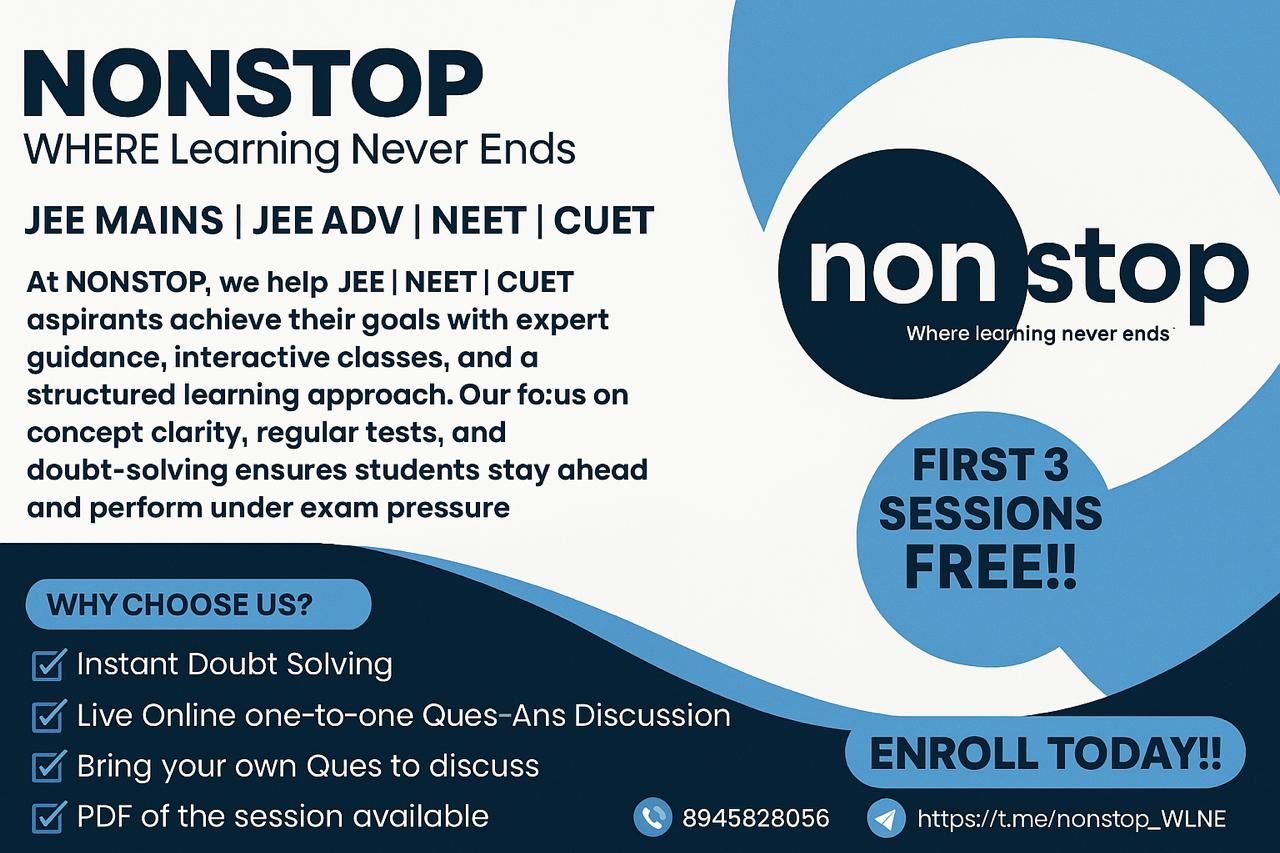 NONSTOP
WHERE Learning Never Ends
JEE MAINS | JEE ADV | NEET | CUET
At NONSTOP, we help JEE | NEET | CUET
aspirants achieve their goals with expert
guidance, interactive classes, and a
structured learning approach. Our fo:us on
concept clarity, regular tests, and
doubt-solving ensures students stay ahead
and perform under exam pressure
nonstop
Where learning never ends
FIRST 3
SESSIONS
FREE!!
WHY CHOOSE US?
Instant Doubt Solving
Live Online one-to-one Ques-Ans Discussion
Bring your own Ques to discuss
PDF of the session available
ENROLL TODAY!!
8945828056
https://t.me/nonstop_WLNE